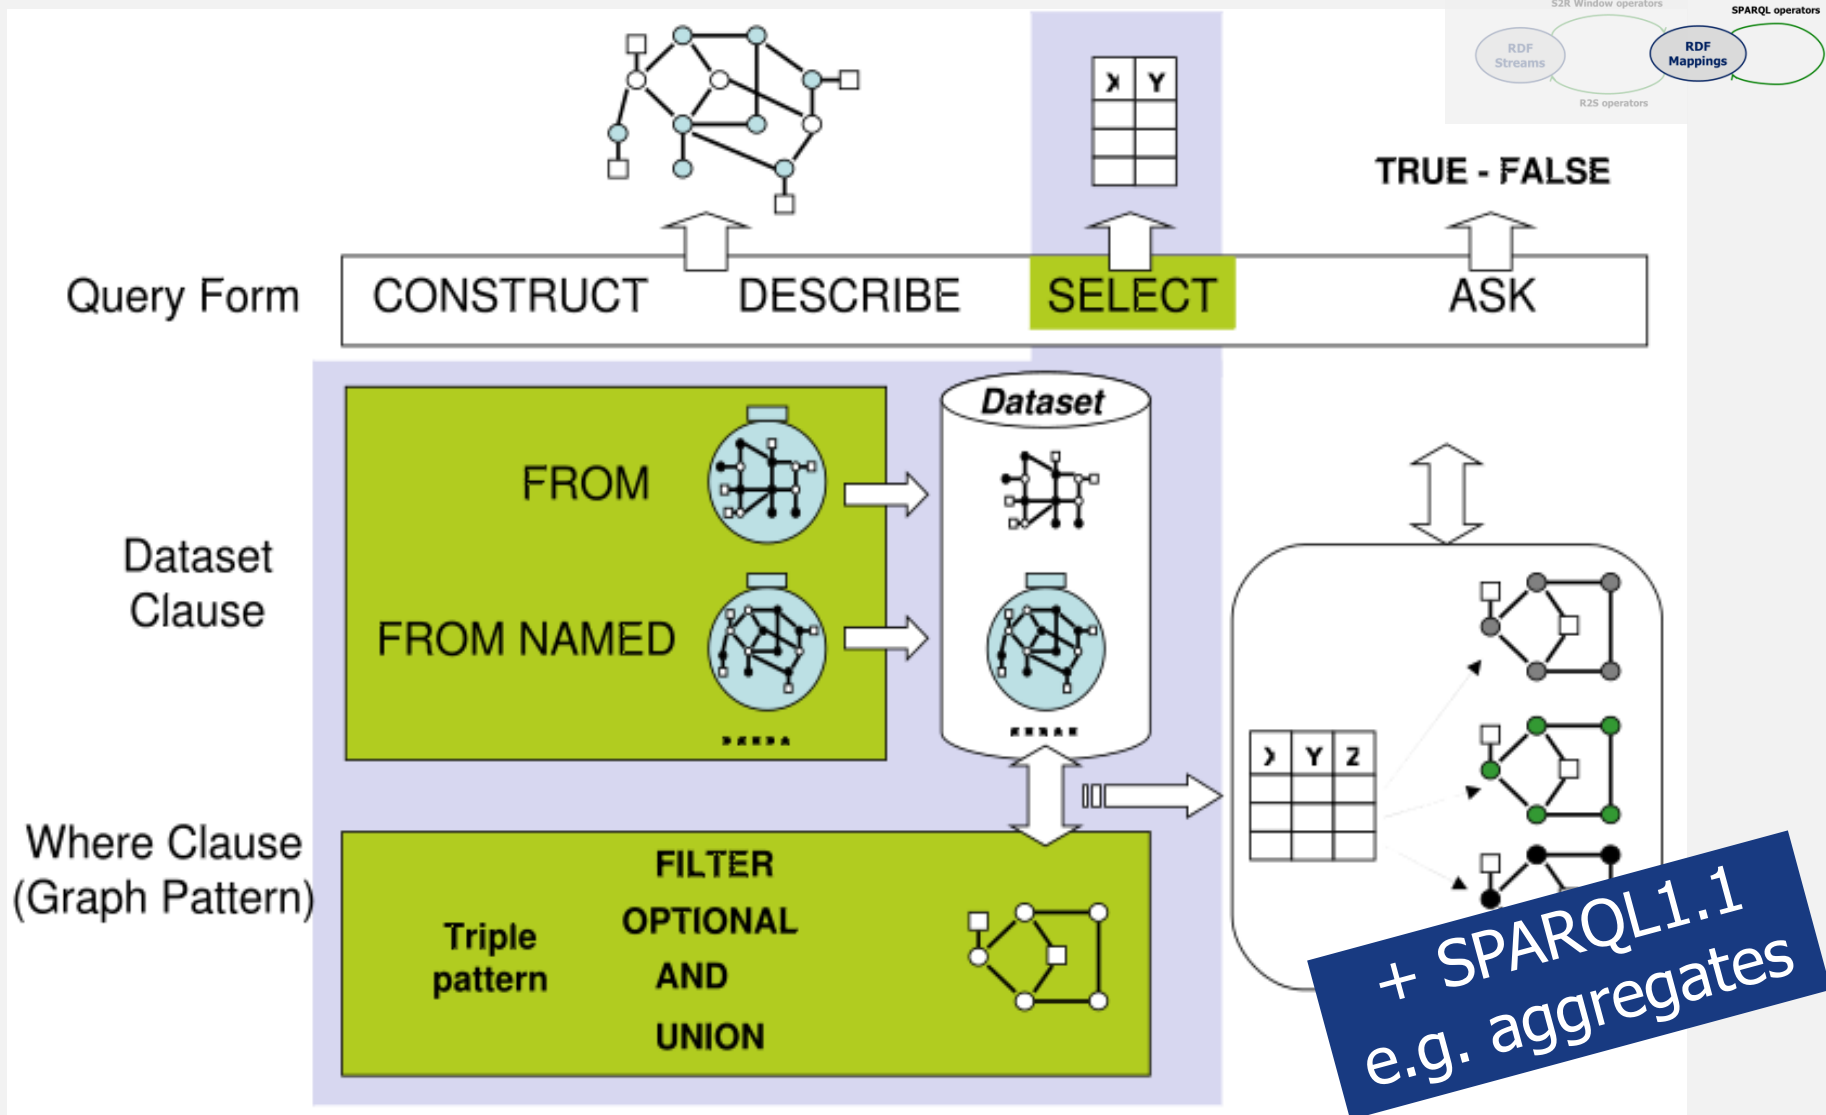 S2R Window operators
SPARQL operators
RDF
Streams
RDF
Mappings
R2S operators
X Y
TRUE - FALSE
Query Form
CONSTRUCT
DESCRIBE
SELECT
ASK
Dataset
Clause
FROM
FROM NAMED
Dataset
X Y Z
Where Clause
(Graph Pattern)
Triple
pattern
FILTER
OPTIONAL
AND
UNION
+ SPARQL1.1
e.g. aggregates